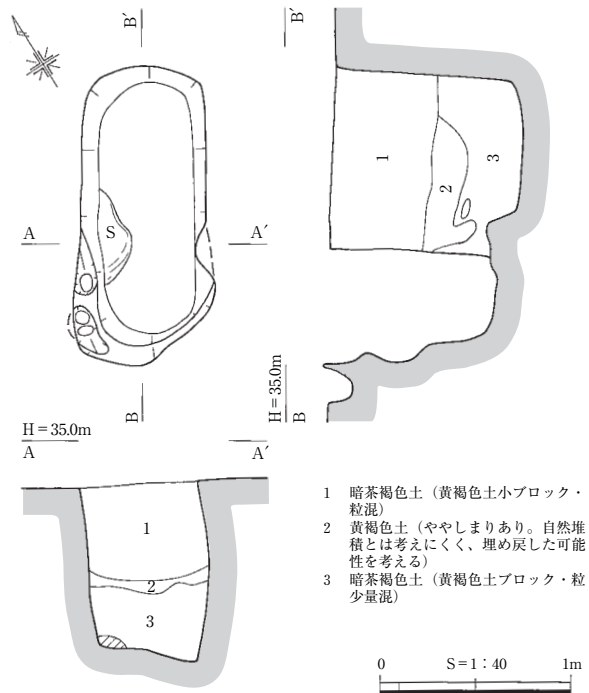 B′
B′
1
3
2
S
A
A′
H＝35.0m
B
B
H＝35.0m
A
A′
1
2
3
1 暗茶褐色土（黄褐色土小ブロック・
粒混）
2 黄褐色土（ややしまりあり。自然堆
積とは考えにくく、埋め戻した可能
性を考える）
3 暗茶褐色土（黄褐色土ブロック・粒
少量混）
0 S＝1：40 1m